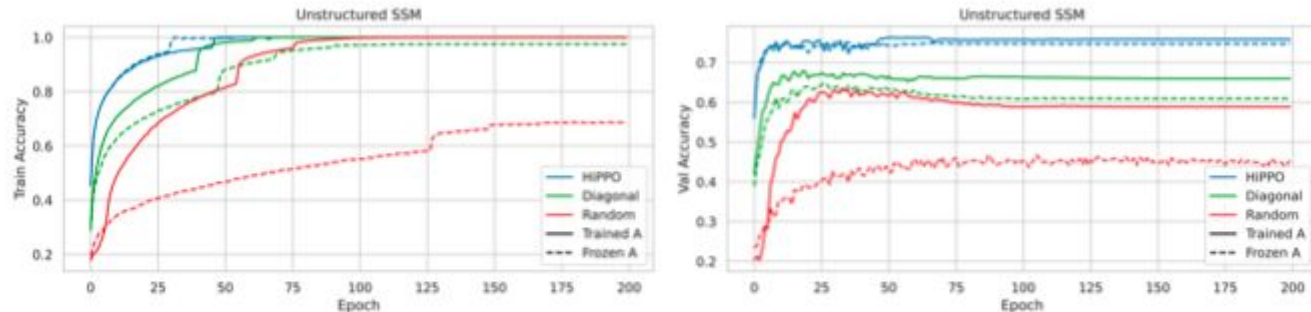 Unstructured SSM
Train Accuracy
1.0
0.8
0.6
0.4
0.2
0
25
50
75
100
125
150
175
200
Epoch
HiPPO
Diagonal
Random
Trained A
Frozen A
Unstructured SSM
Val Accuracy
0.7
0.6
0.5
0.4
0.3
0.2
0
25
50
75
100
125
150
175
200
Epoch
HiPPO
Diagonal
Random
Trained A
Frozen A